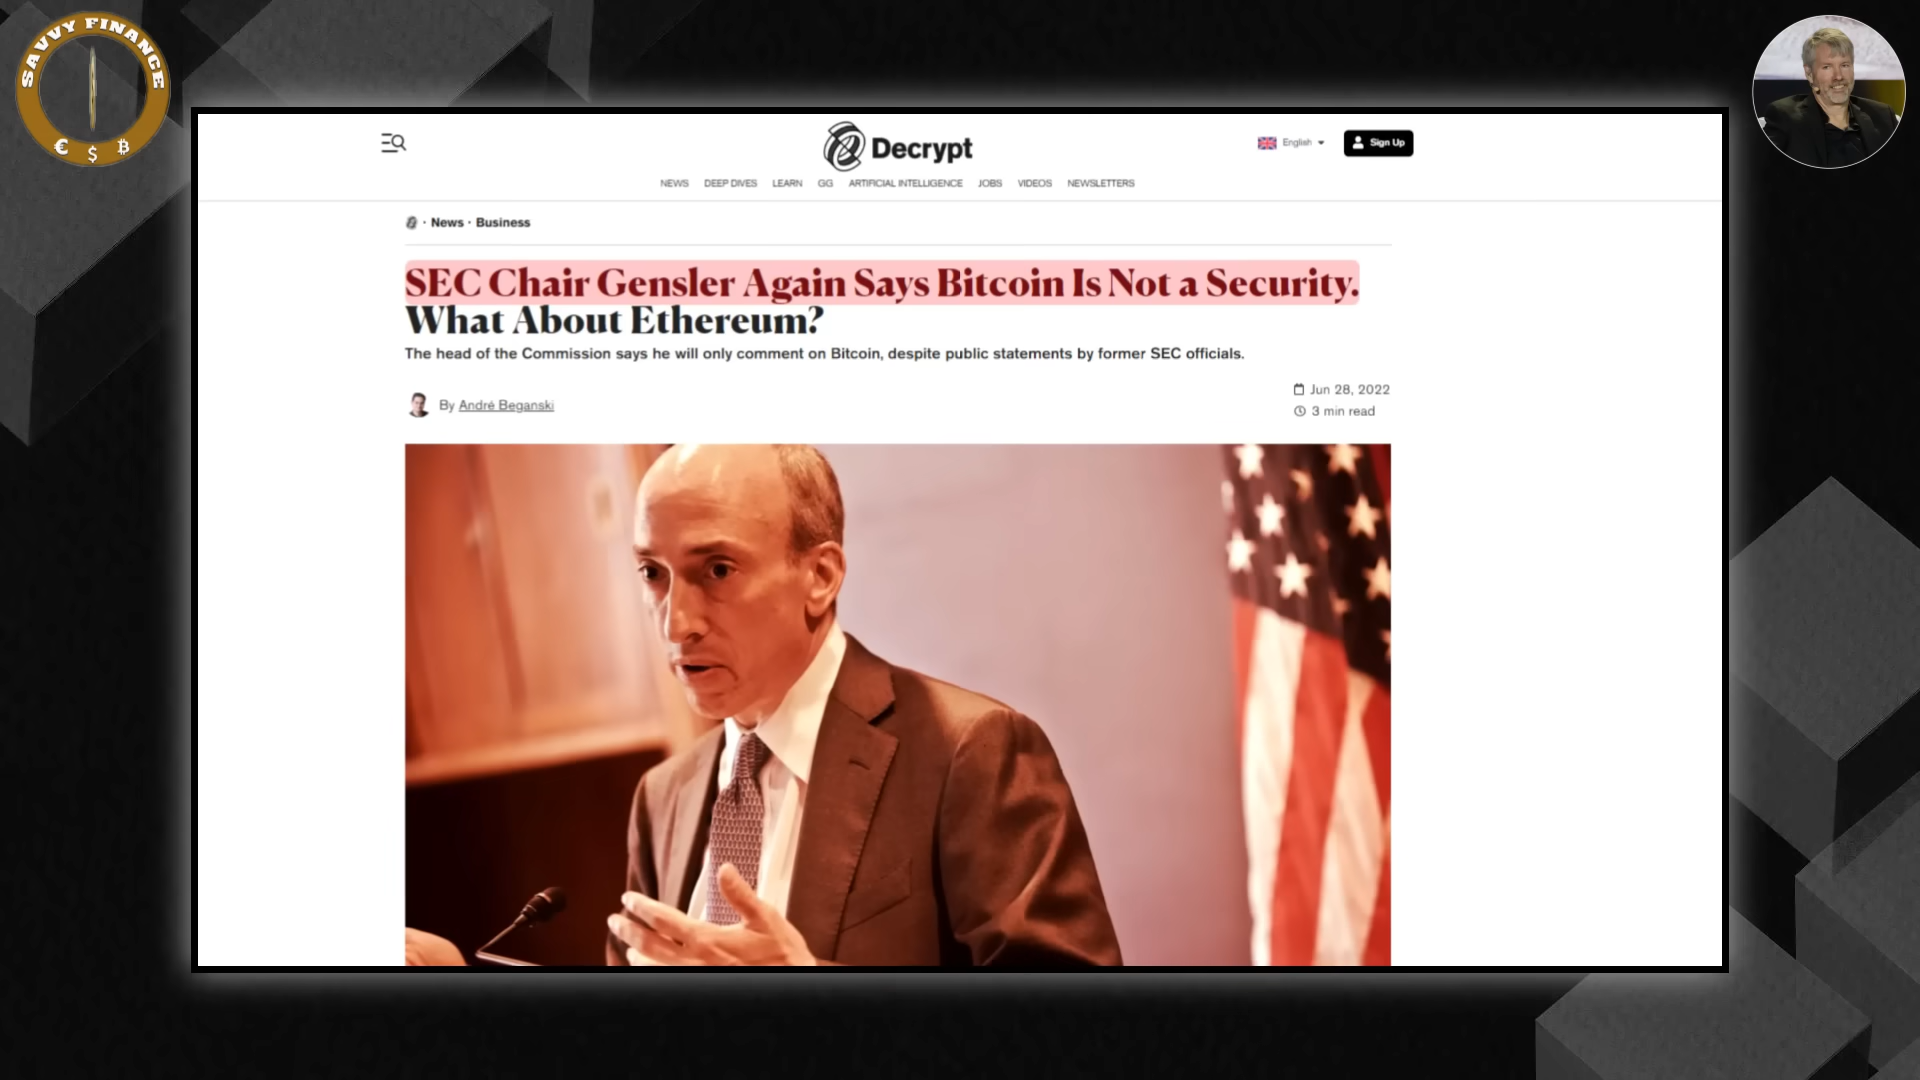 SAVVY FINANCE
€ $ ₿
Decrypt
English
Sign Up
NEWS DEEP DIVES LEARN GG ARTIFICIAL INTELLIGENCE JOBS VIDEOS NEWSLETTERS
· News · Business
SEC Chair Gensler Again Says Bitcoin Is Not a Security.
What About Ethereum?
The head of the Commission says he will only comment on Bitcoin, despite public statements by former SEC officials.
By André Beganski
Jun 28, 2022
3 min read